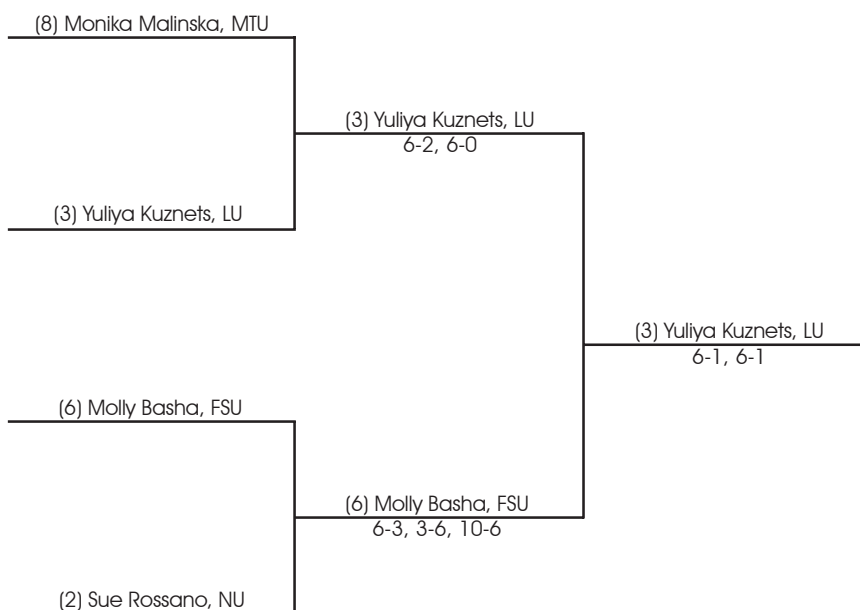 (8) Monika Malinska, MTU
(3) Yuliya Kuznets, LU
6-2, 6-0
(3) Yuliya Kuznets, LU
(3) Yuliya Kuznets, LU
6-1, 6-1
(6) Molly Basha, FSU
(6) Molly Basha, FSU
6-3, 3-6, 10-6
(2) Sue Rossano, NU